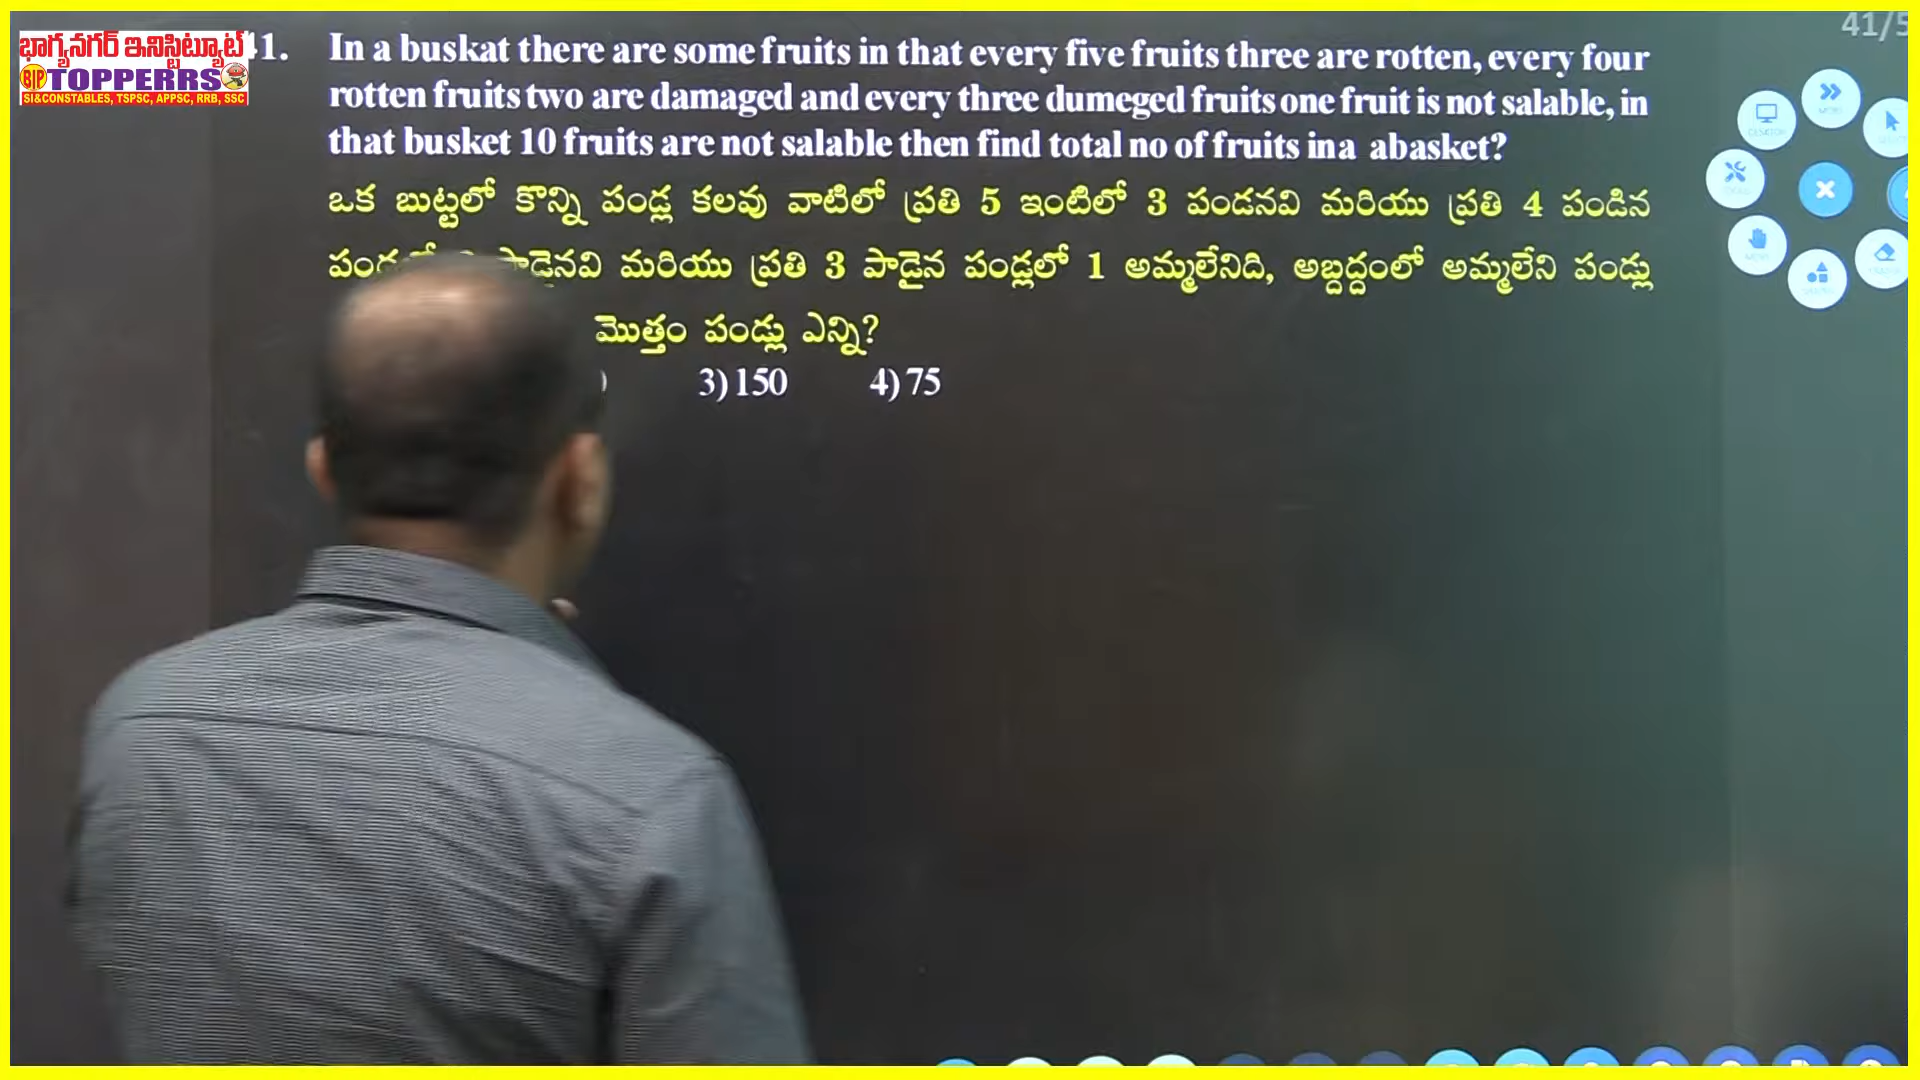 భాగ్యనగర్ ఇనిస్టిట్యూట్
BIP TOPPERRS
SI&CONSTABLES, TSPSC, APPSC, RRB, SSC
41/5
41. In a buskat there are some fruits in that every five fruits three are rotten, every four
rotten fruits two are damaged and every three dumeged fruits one fruit is not salable, in
that busket 10 fruits are not salable then find total no of fruits in a abasket?
ఒక బుట్టలో కొన్ని పండ్ల కలవు వాటిలో ప్రతి 5 ఇంటిలో 3 పండనవి మరియు ప్రతి 4 పండిన
పాడైనవి మరియు ప్రతి 3 పాడైన పండ్లలో 1 అమ్మలేనిది, అబ్దద్దంలో అమ్మలేని పండ్లు
మొత్తం పండ్లు ఎన్ని?
3) 150 4) 75